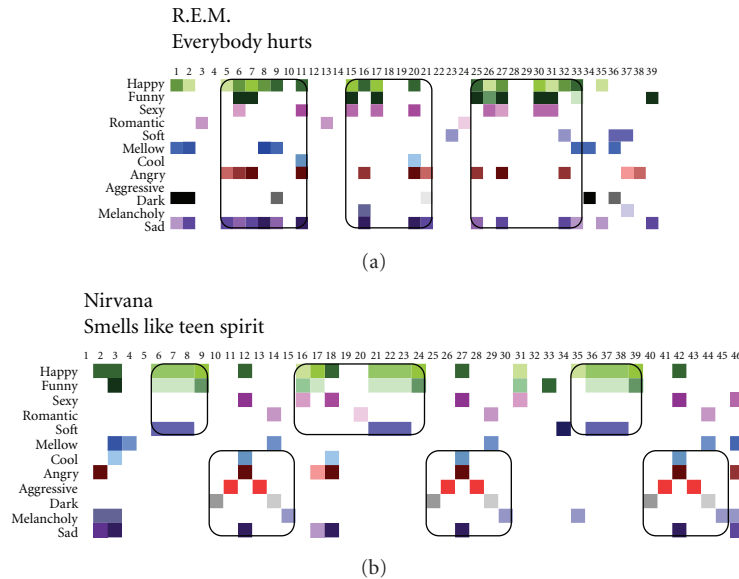 R.E.M.
Everybody hurts
1 2 3 4 5 6 7 8 9 10 11 12 13 14 15 16 17 18 19 20 21 22 23 24 25 26 27 28 29 30 31 32 33 34 35 36 37 38 39
Happy
Funny
Sexy
Romantic
Soft
Mellow
Cool
Angry
Aggressive
Dark
Melancholy
Sad
(a)
Nirvana
Smells like teen spirit
1 2 3 4 5 6 7 8 9 10 11 12 13 14 15 16 17 18 19 20 21 22 23 24 25 26 27 28 29 30 31 32 33 34 35 36 37 38 39 40 41 42 43 44 45 46
Happy
Funny
Sexy
Romantic
Soft
Mellow
Cool
Angry
Aggressive
Dark
Melancholy
Sad
(b)